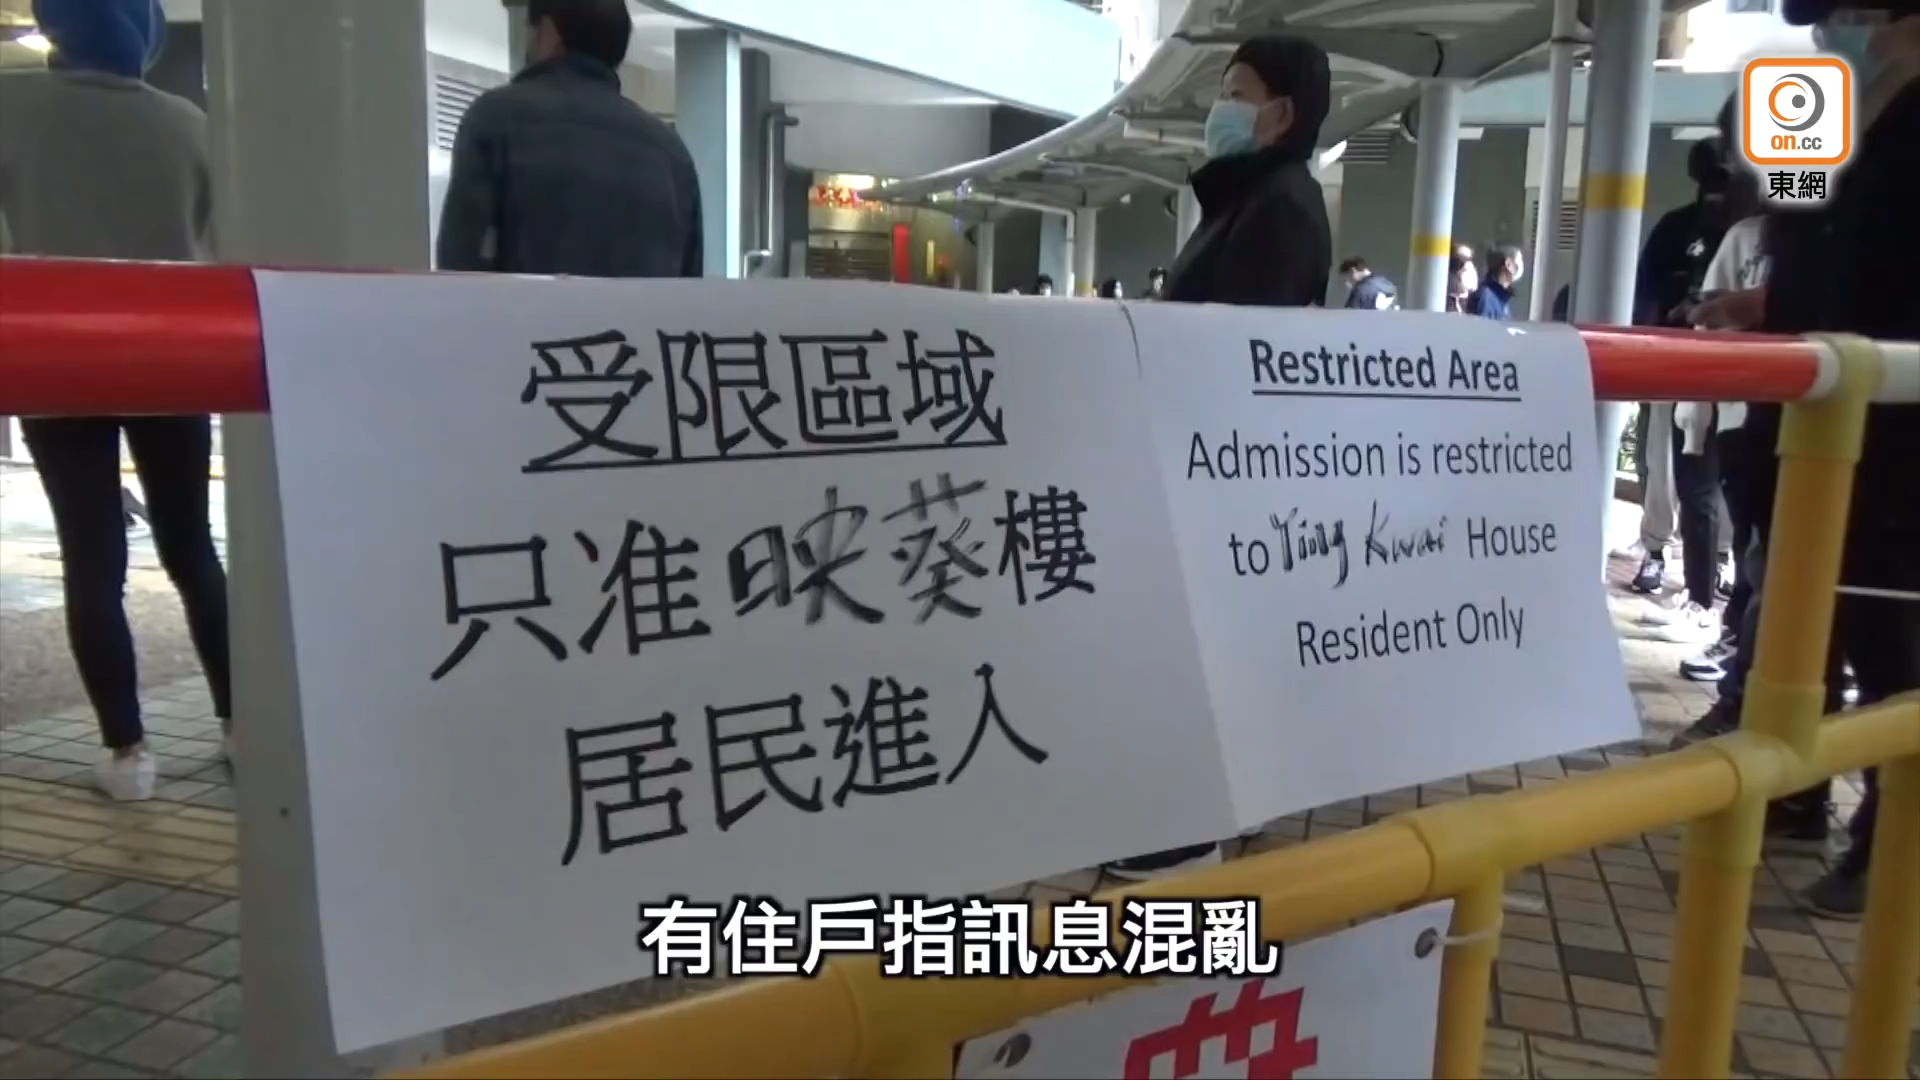 受限區域
只准映葵樓
居民進入
Restricted Area
Admission is restricted
to Ying Kwai House
Resident Only
on.cc
東網
有住戶指訊息混亂